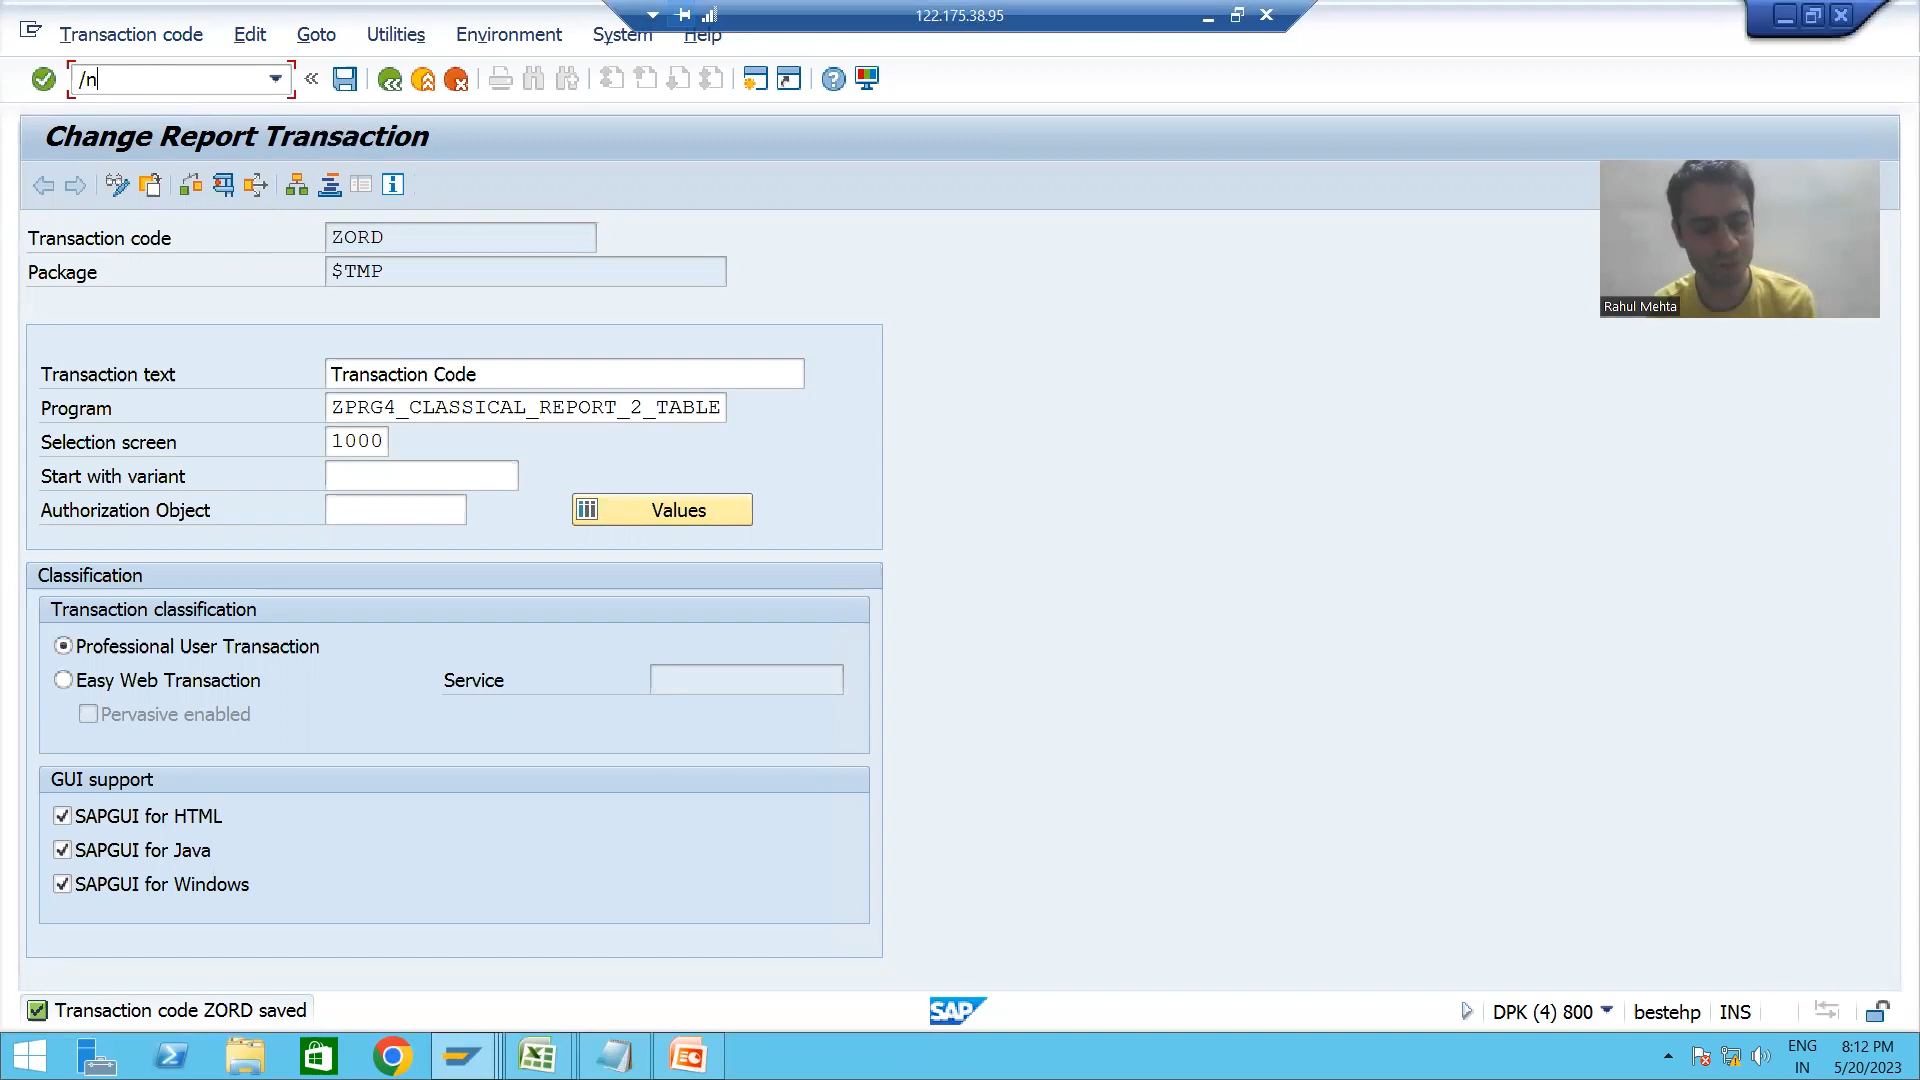 122.175.38.95
Transaction code Edit Goto Utilities Environment System Help
/n
Change Report Transaction
Transaction code ZORD
Package $TMP
Rahul Mehta
Transaction text Transaction Code
Program ZPRG4_CLASSICAL_REPORT_2_TABLE
Selection screen 1000
Start with variant
Authorization Object Values
Classification
Transaction classification
Professional User Transaction
Easy Web Transaction Service
Pervasive enabled
GUI support
SAPGUI for HTML
SAPGUI for Java
SAPGUI for Windows
Transaction code ZORD saved SAP DPK (4) 800 bestehp INS
ENG 8:12 PM
IN 5/20/2023